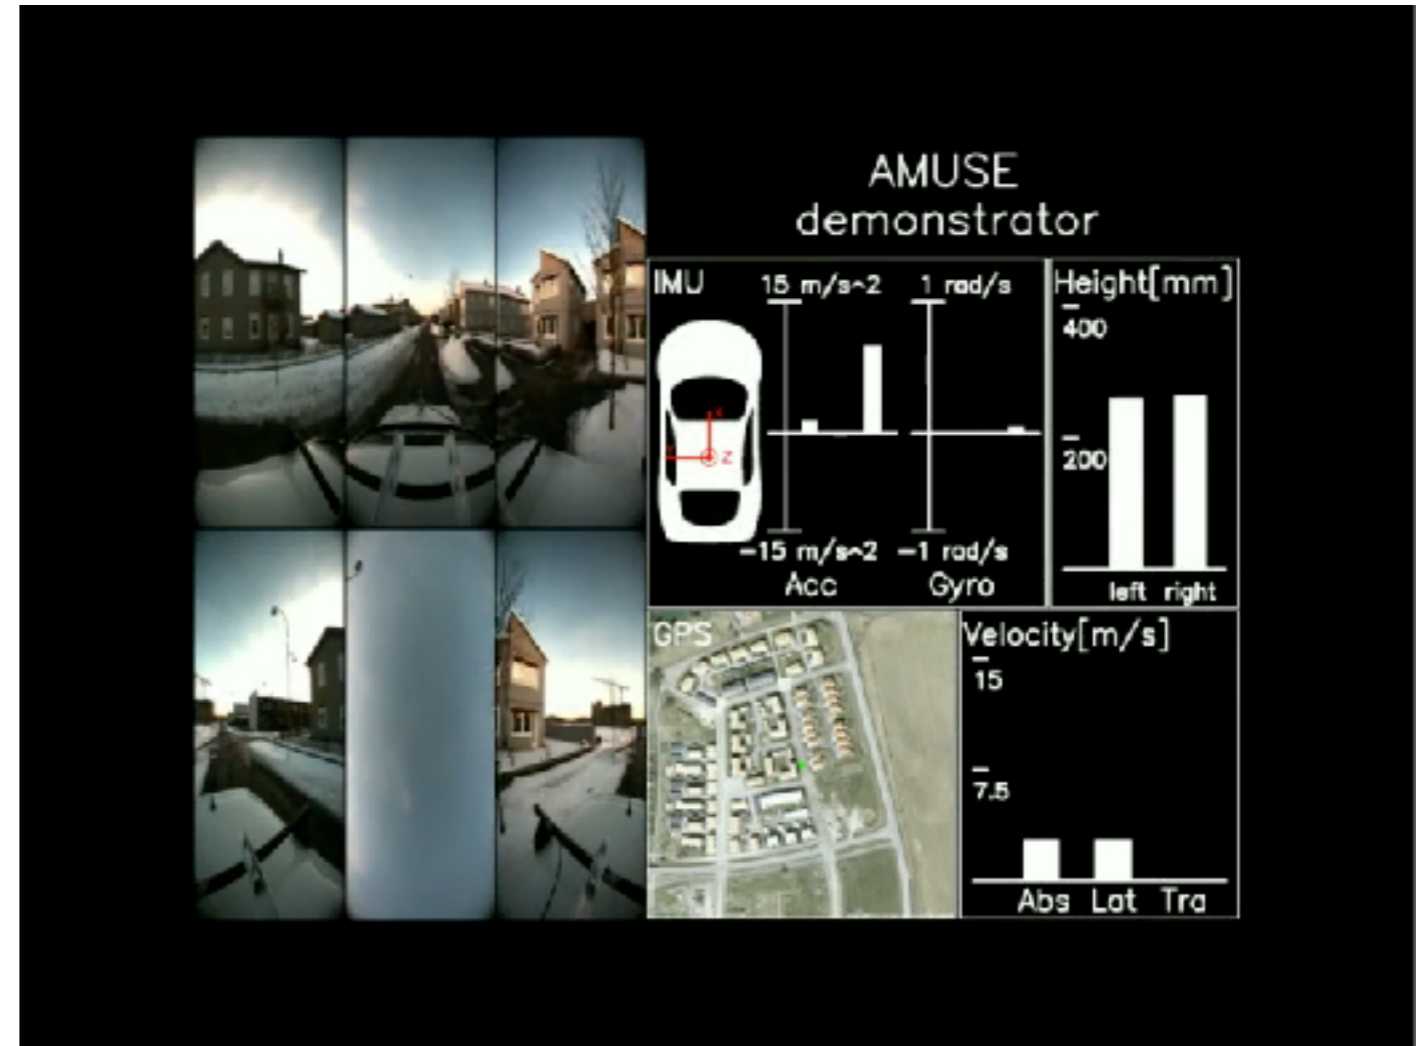 AMUSE
demonstrator
IMU
15 m/s^2
1 rad/s
Height[mm]
400
200
X
Z
-15 m/s^2
-1 rad/s
Acc
Gyro
left
right
GPS
Velocity[m/s]
15
7.5
Abs
Lat
Tra